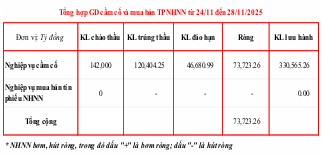 Tổng hợp GD cầm cố và mua bán TPNHNN từ 24/11 đến 28/11/2025
Đơn vị: Tỷ đồng KL chào thầu KL trúng thầu KL đáo hạn Ròng KL lưu hành
Nghiệp vụ cầm cố 142,000 120,404.25 46,680.99 73,723.26 330,565.26
Nghiệp vụ mua bán tín phiếu NHNN 0 - - - 0.00
Tổng cộng 73,723.26
* NHNN bơm, hút ròng, trong đó dấu "+" là bơm ròng; dấu "-" là hút ròng